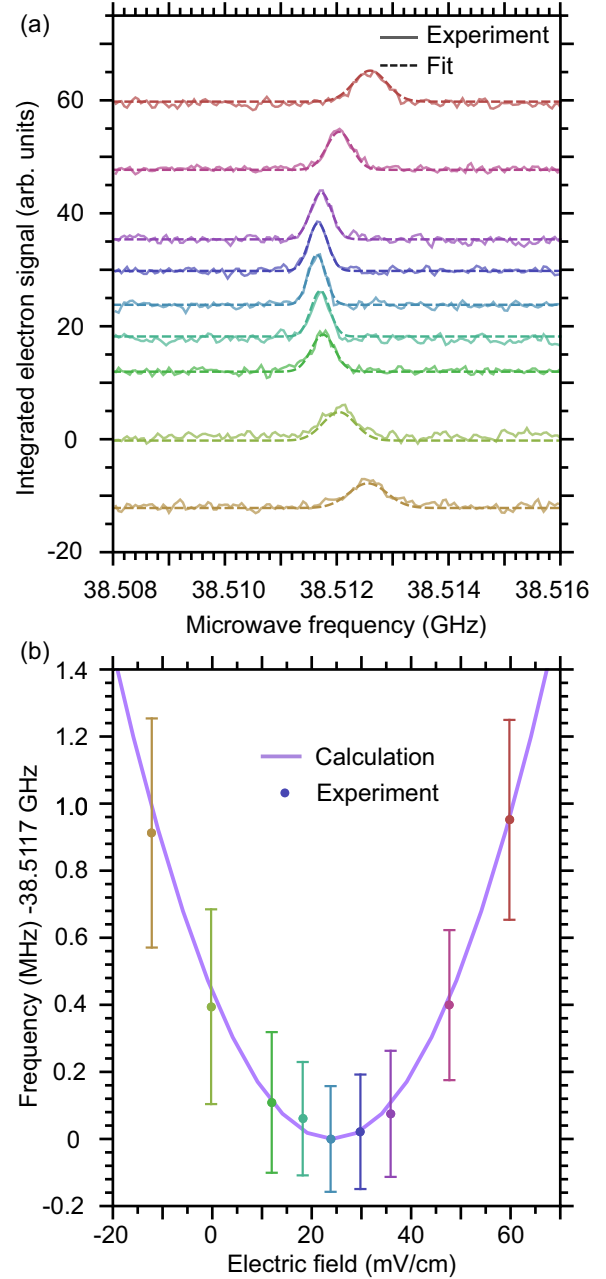 (a)
Experiment
Fit
Integrated electron signal (arb. units)
60
40
20
0
-20
38.508
38.510
38.512
38.514
38.516
Microwave frequency (GHz)
(b)
Frequency (MHz) -38.5117 GHz
1.4
1.2
1.0
0.8
0.6
0.4
0.2
0
-0.2
Calculation
Experiment
-20
0
20
40
60
Electric field (mV/cm)